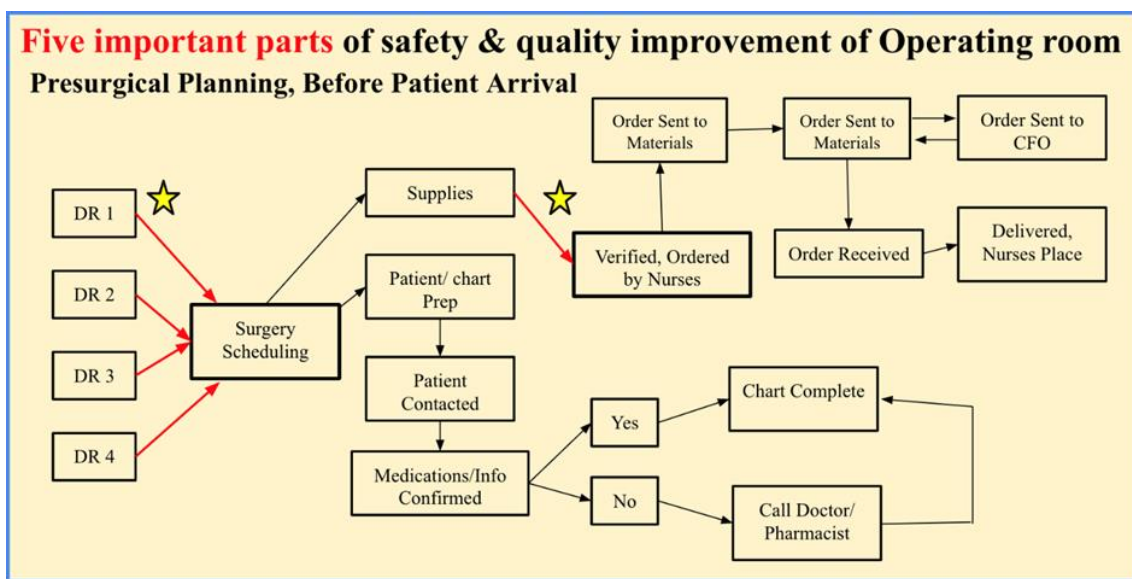 Five important parts of safety & quality improvement of Operating room
Presurgical Planning, Before Patient Arrival
DR 1
DR 2
DR 3
DR 4
Surgery
Scheduling
Supplies
Verified, Ordered
by Nurses
Order Sent to
Materials
Order Sent to
Materials
Order Sent to
CFO
Order Received
Delivered,
Nurses Place
Patient/ chart
Prep
Patient
Contacted
Medications/Info
Confirmed
Yes
Chart Complete
No
Call Doctor/
Pharmacist